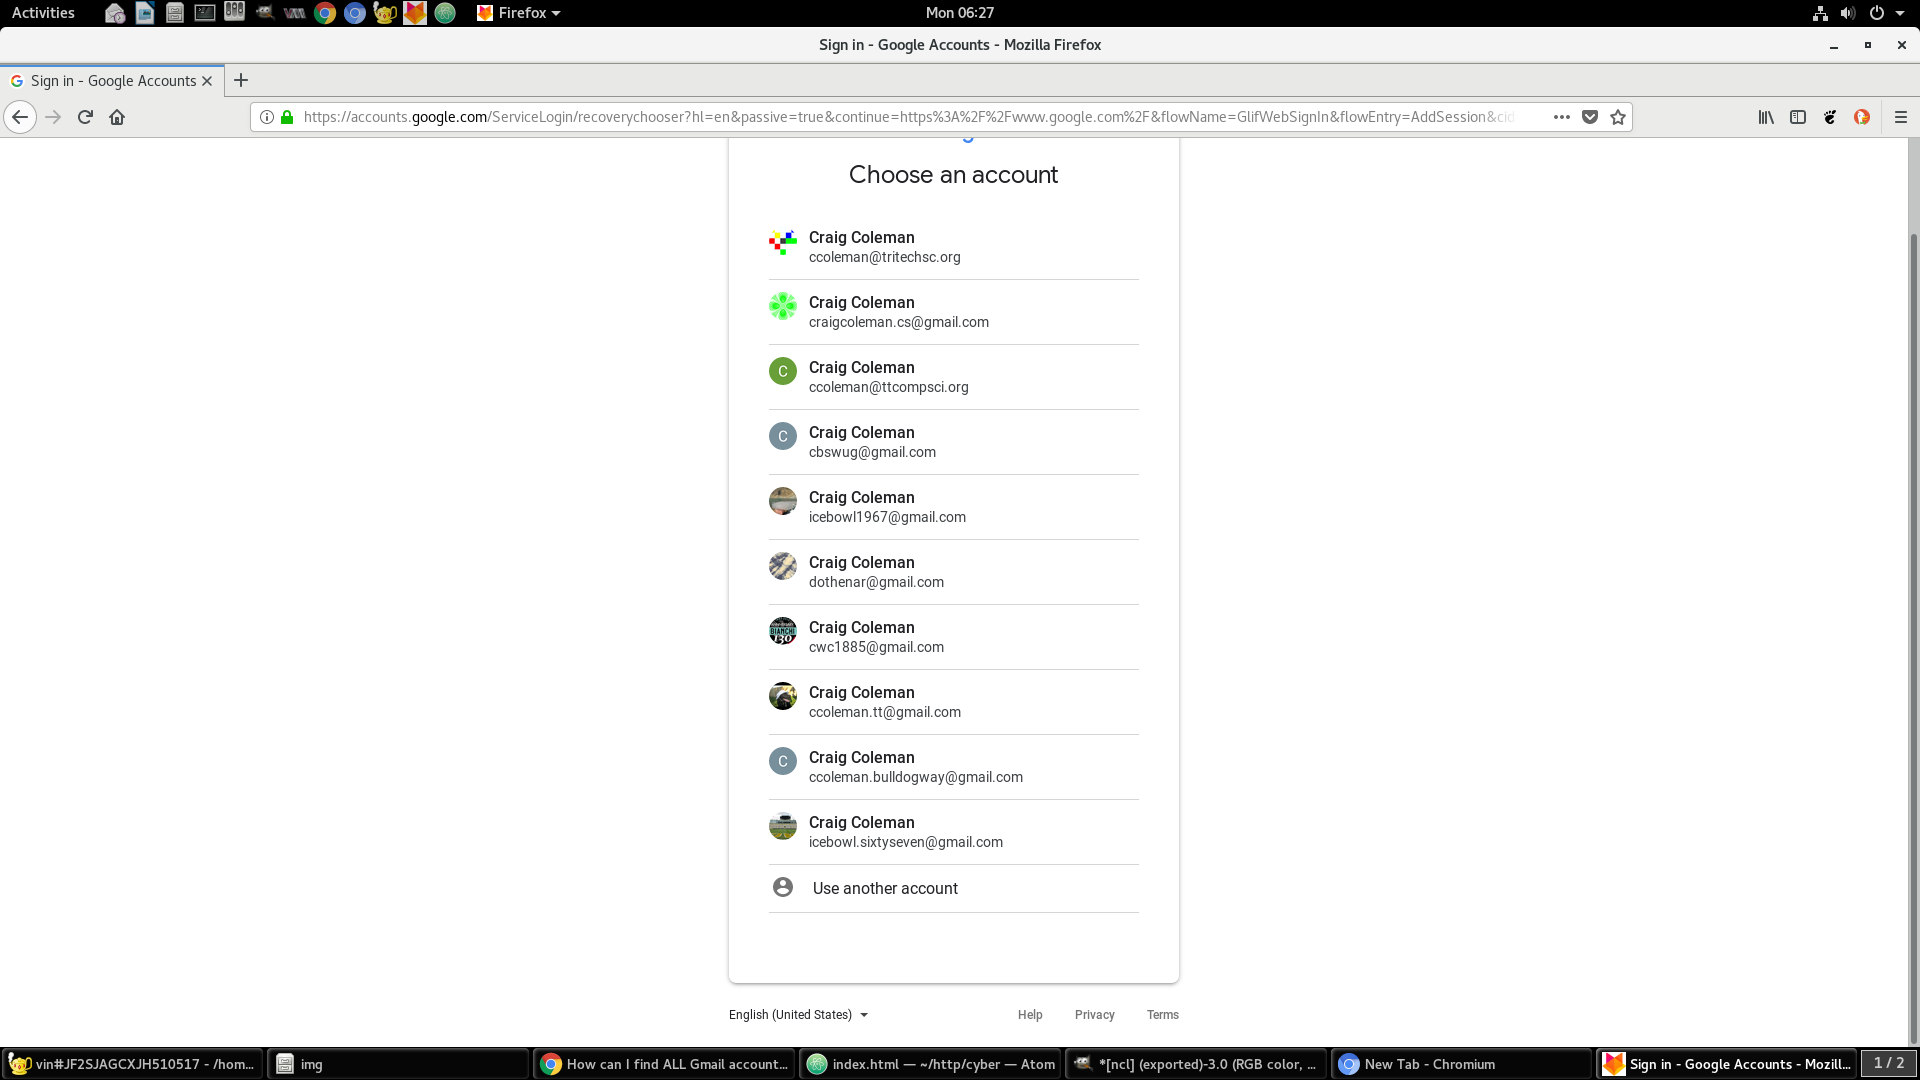 Activities
Firefox
Mon 06:27
Sign in - Google Accounts - Mozilla Firefox
Sign in - Google Accounts
https://accounts.google.com/ServiceLogin/recoverychooser?hl=en&passive=true&continue=https%3A%2F%2Fwww.google.com%2F&flowName=GlifWebSignIn&flowEntry=AddSession&cid
Choose an account
Craig Coleman
ccoleman@tritechsc.org
Craig Coleman
craigcoleman.cs@gmail.com
C
Craig Coleman
ccoleman@ttcompsci.org
C
Craig Coleman
cbswug@gmail.com
Craig Coleman
icebowl1967@gmail.com
Craig Coleman
dothenar@gmail.com
BIANCHI
Craig Coleman
cwc1885@gmail.com
Craig Coleman
ccoleman.tt@gmail.com
C
Craig Coleman
ccoleman.bulldogway@gmail.com
Craig Coleman
icebowl.sixtyseven@gmail.com
Use another account
English (United States)
Help
Privacy
Terms
vin#JF2SJAGCXJH510517 - /hom...
img
How can I find ALL Gmail account...
index.html — ~/http/cyber — Atom
*[ncl] (exported)-3.0 (RGB color, ...
New Tab - Chromium
Sign in - Google Accounts - Mozill...
1 / 2